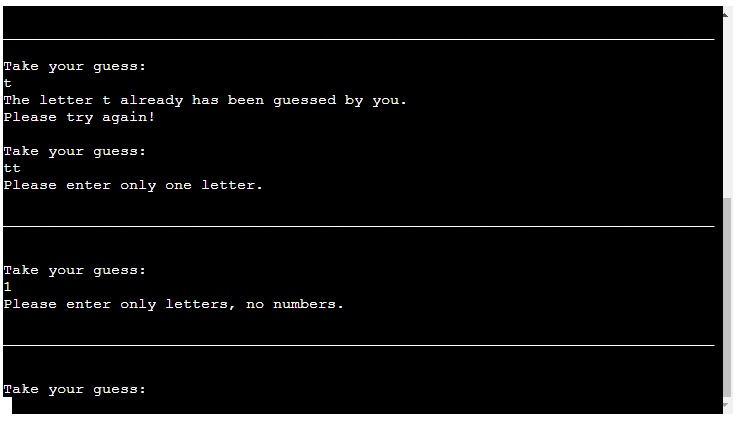 Take your guess:
t
The letter t already has been guessed by you.
Please try again!
Take your guess:
tt
Please enter only one letter.
Take your guess:
1
Please enter only letters, no numbers.
Take your guess: